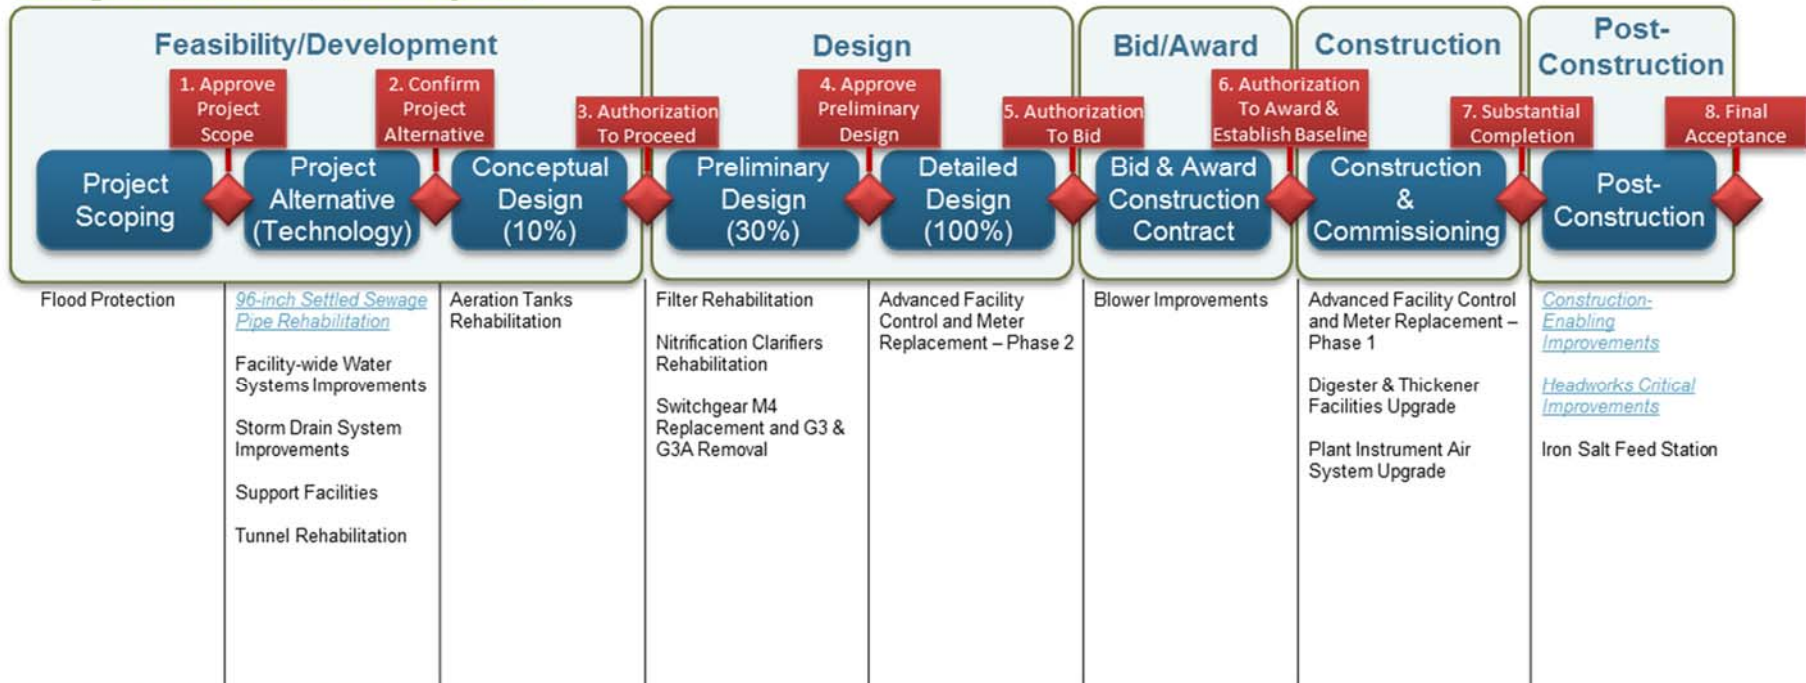 Feasibility/Development
Design
Bid/Award
Construction
Post-
Construction
1. Approve
Project
Scope
2. Confirm
Project
Alternative
3. Authorization
To Proceed
4. Approve
Preliminary
Design
5. Authorization
To Bid
6. Authorization
To Award &
Establish Baseline
7. Substantial
Completion
8. Final
Acceptance
Project
Scoping
Project
Alternative
(Technology)
Conceptual
Design
(10%)
Preliminary
Design
(30%)
Detailed
Design
(100%)
Bid & Award
Construction
Contract
Construction
&
Commissioning
Post-
Construction
Flood Protection
96-inch Settled Sewage
Pipe Rehabilitation
Facility-wide Water
Systems Improvements
Storm Drain System
Improvements
Support Facilities
Tunnel Rehabilitation
Aeration Tanks
Rehabilitation
Filter Rehabilitation
Nitrification Clarifiers
Rehabilitation
Switchgear M4
Replacement and G3 &
G3A Removal
Advanced Facility
Control and Meter
Replacement – Phase 2
Blower Improvements
Advanced Facility Control
and Meter Replacement –
Phase 1
Digester & Thickener
Facilities Upgrade
Plant Instrument Air
System Upgrade
Construction-
Enabling
Improvements
Headworks Critical
Improvements
Iron Salt Feed Station